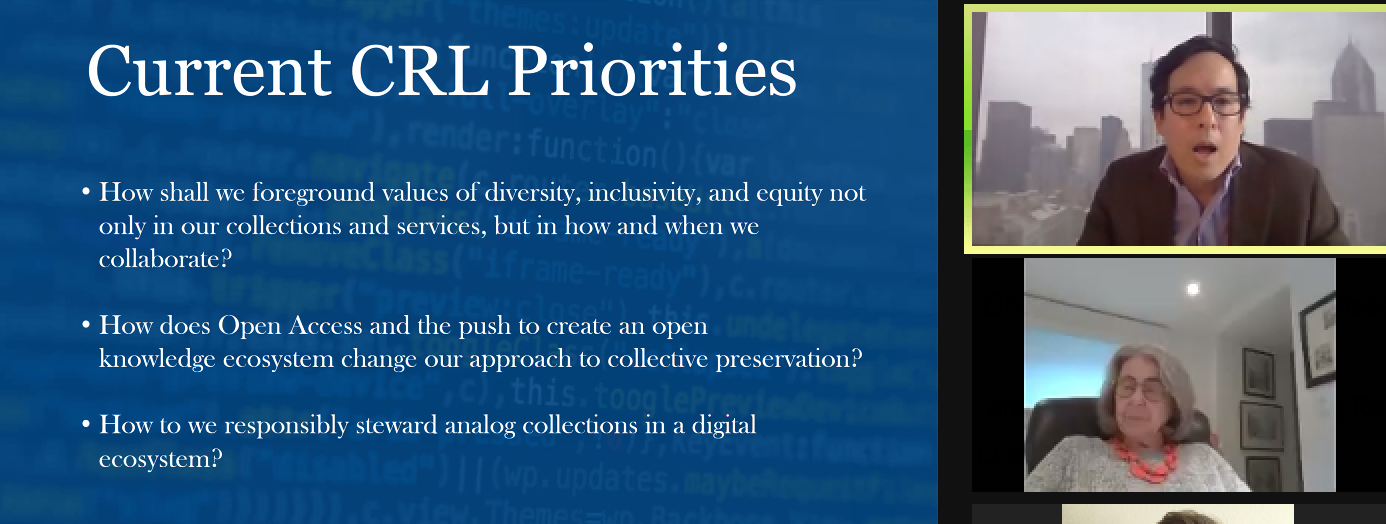 Current CRL Priorities
• How shall we foreground values of diversity, inclusivity, and equity not
only in our collections and services, but in how and when we
collaborate?
• How does Open Access and the push to create an open
knowledge ecosystem change our approach to collective preservation?
• How to we responsibly steward analog collections in a digital
ecosystem?